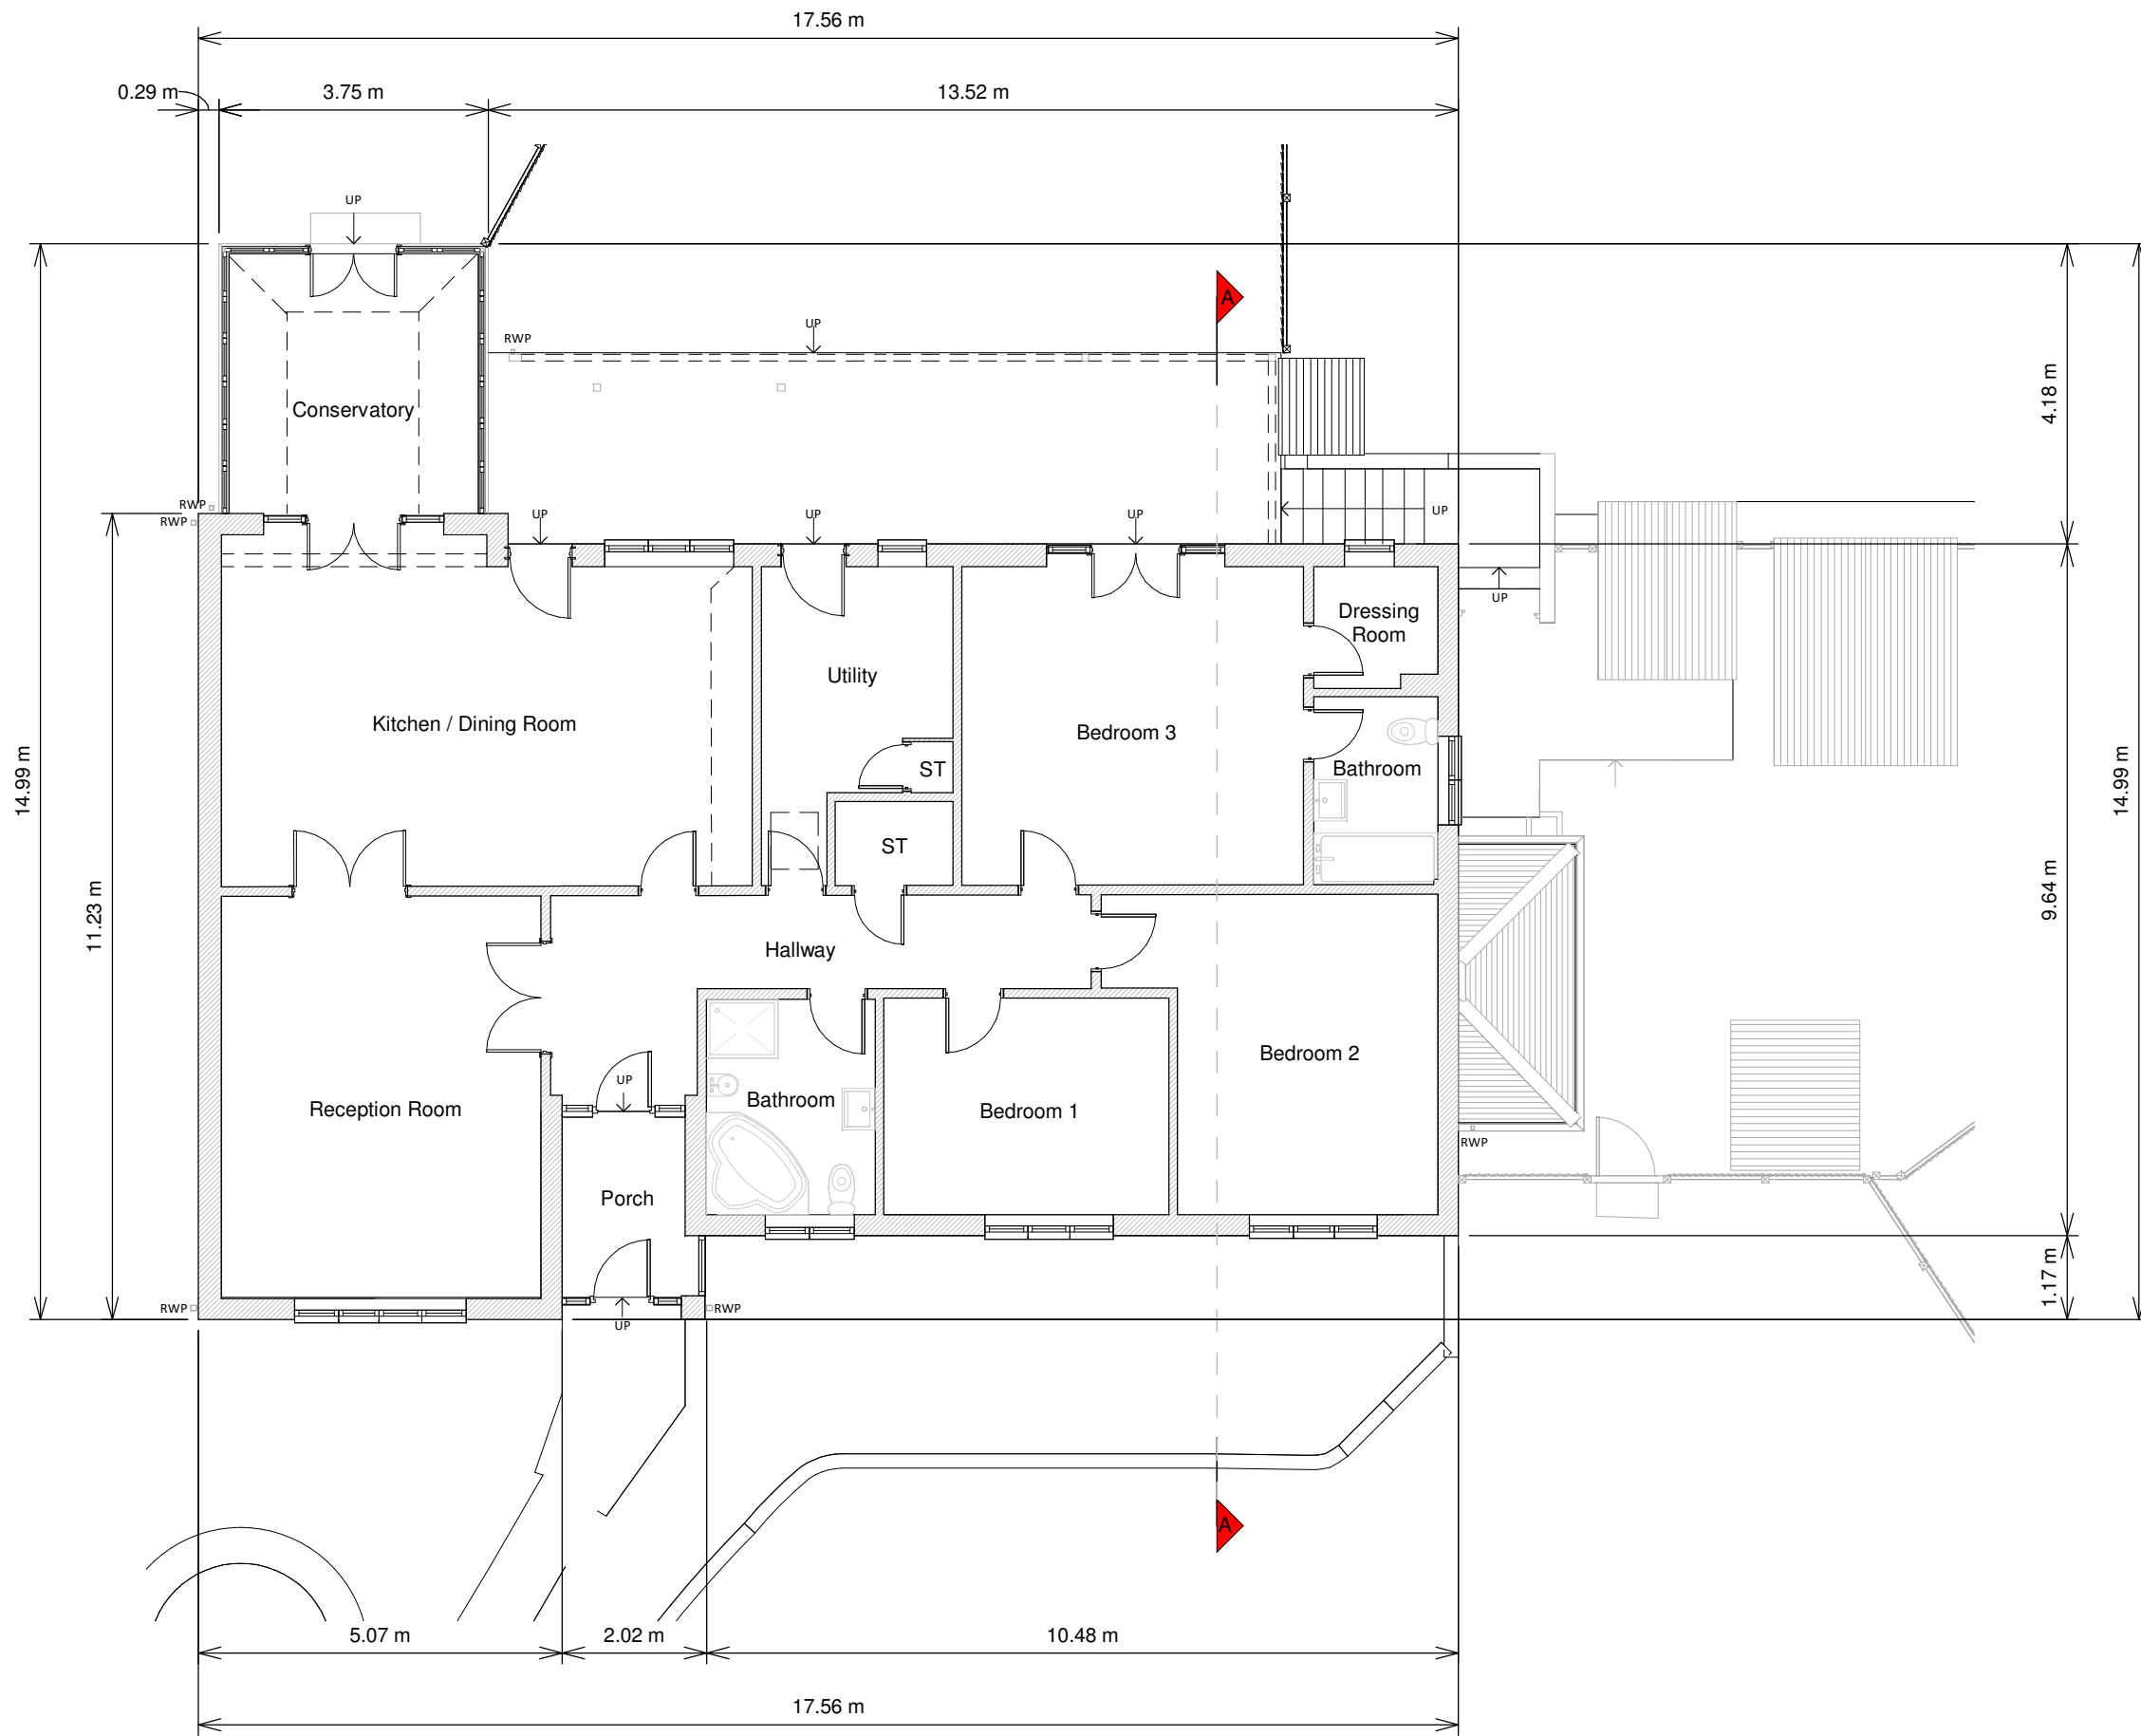 17.56 m
0.29 m
3.75 m
13.52 m
UP
A
UP
RWP
4.18 m
Conservatory
RWP
RWP
UP
UP
UP
UP
UP
Dressing
Room
Utility
Kitchen / Dining Room
Bedroom 3
ST
Bathroom
14.99 m
14.99 m
ST
11.23 m
9.64 m
Hallway
Bedroom 2
UP
Bathroom
Reception Room
Bedroom 1
RWP
Porch
1.17 m
RWP
RWP
UP
A
5.07 m
2.02 m
10.48 m
17.56 m